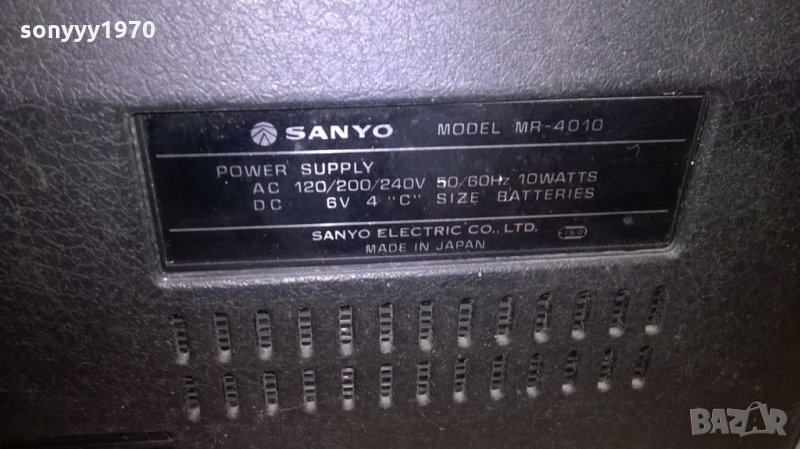 sonyyy1970
SANYO MODEL MR-4010
POWER SUPPLY
AC 120/200/240V 50/60Hz 10WATTS
DC 6V 4 "C" SIZE BATTERIES
SANYO ELECTRIC CO., LTD.
MADE IN JAPAN
BAZAR